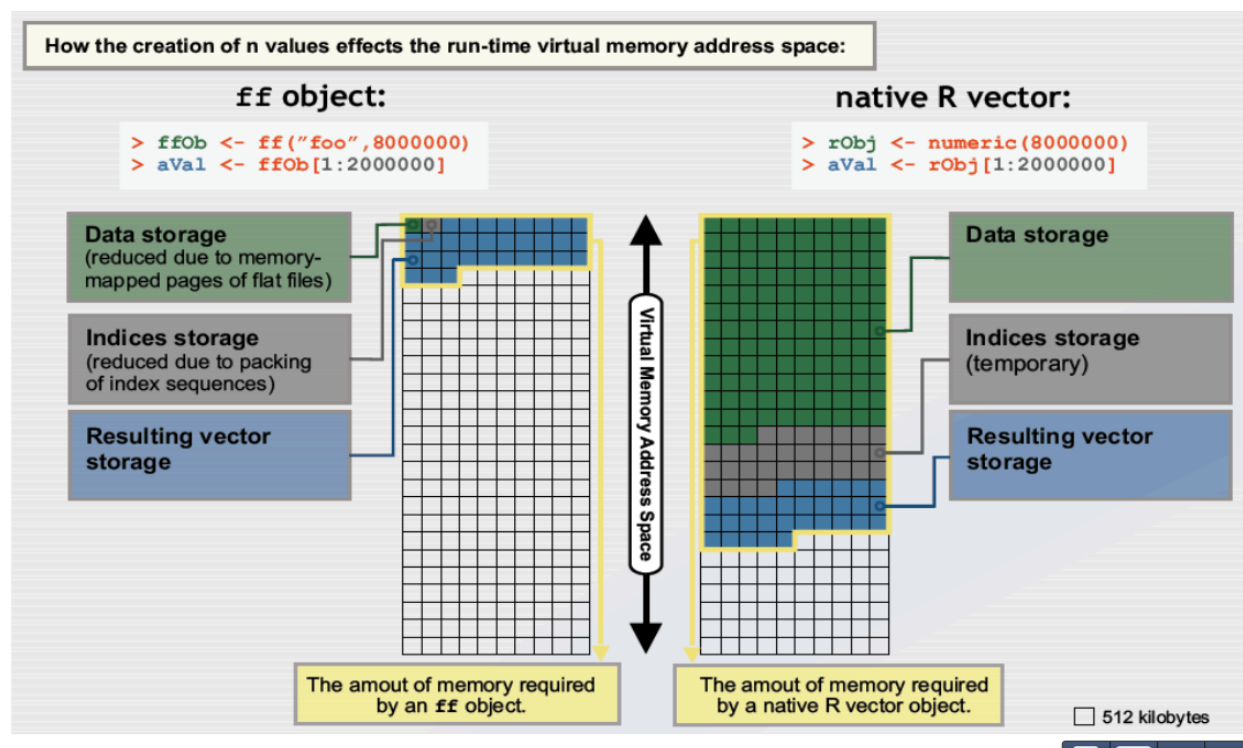 How the creation of n values effects the run-time virtual memory address space:
ff object:
> ffOb <- ff("foo",8000000)
> aVal <- ffOb[1:2000000]
native R vector:
> rObj <- numeric(8000000)
> aVal <- rObj[1:2000000]
Data storage
(reduced due to memory-
mapped pages of flat files)
Indices storage
(reduced due to packing
of index sequences)
Resulting vector
storage
Virtual Memory Address Space
Data storage
Indices storage
(temporary)
Resulting vector
storage
The amout of memory required
by an ff object.
The amout of memory required
by a native R vector object.
512 kilobytes